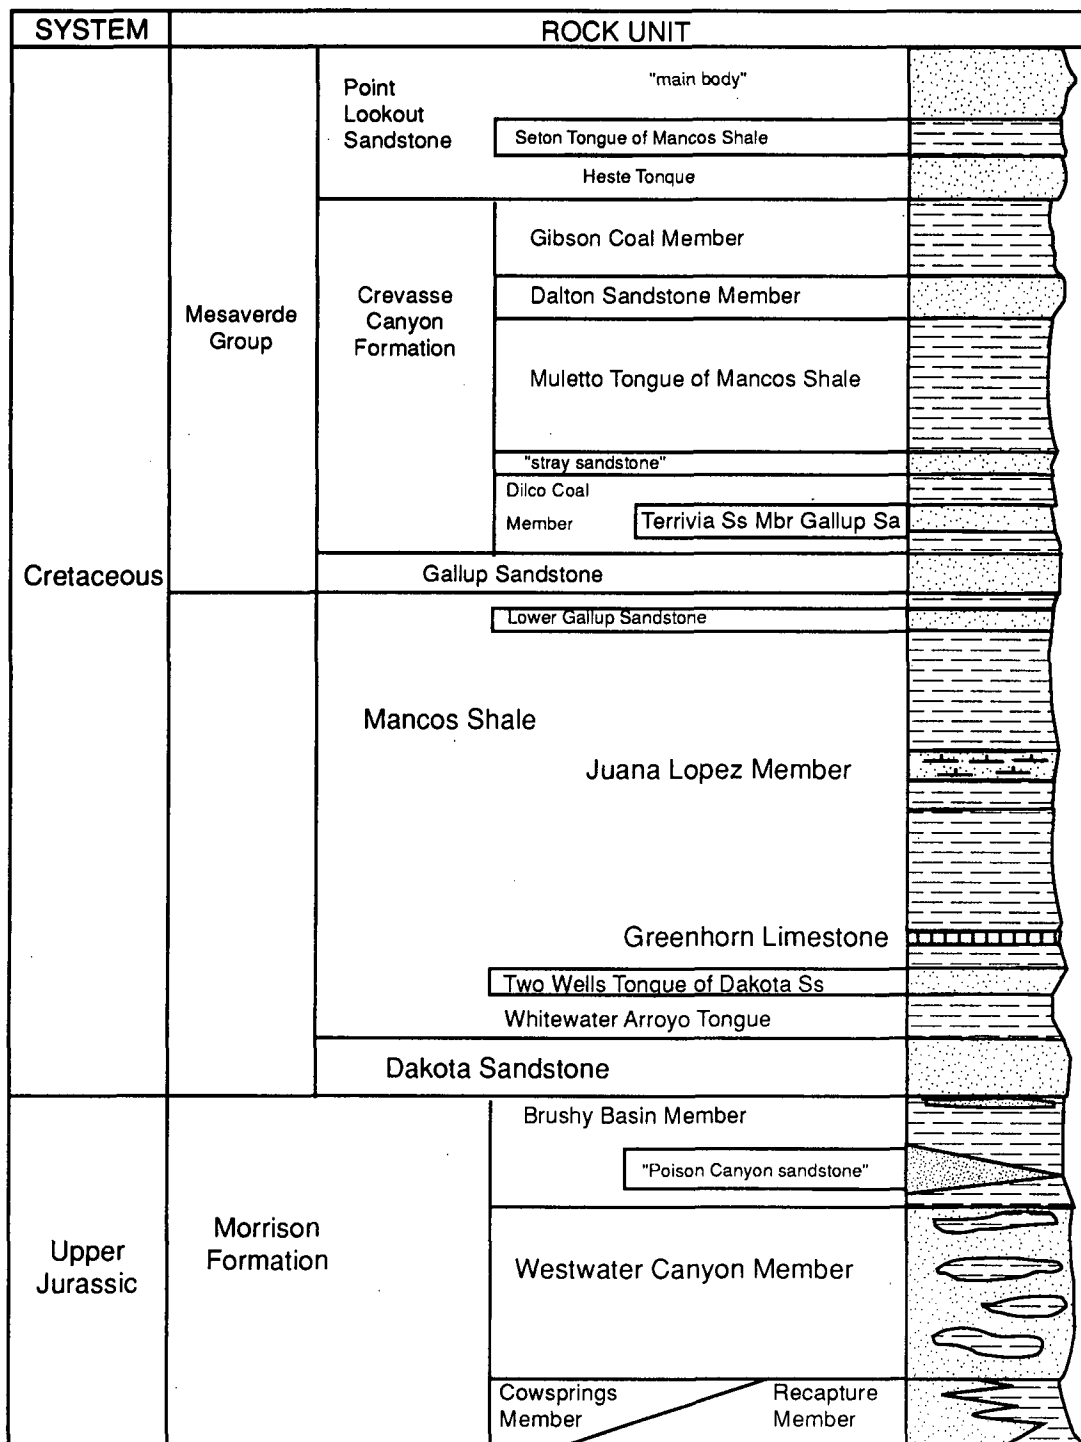 SYSTEM
ROCK UNIT
Point
Lookout
Sandstone
"main body"
Seton Tongue of Mancos Shale
Heste Tonque
Mesaverde
Group
Crevasse
Canyon
Formation
Gibson Coal Member
Dalton Sandstone Member
Muletto Tongue of Mancos Shale
"stray sandstone"
Dilco Coal
Member
Terrivia Ss Mbr Gallup Sa
Cretaceous
Gallup Sandstone
Lower Gallup Sandstone
Mancos Shale
Juana Lopez Member
Greenhorn Limestone
Two Wells Tongue of Dakota Ss
Whitewater Arroyo Tongue
Dakota Sandstone
Upper
Jurassic
Morrison
Formation
Brushy Basin Member
"Poison Canyon sandstone"
Westwater Canyon Member
Cowsprings
Member
Recapture
Member